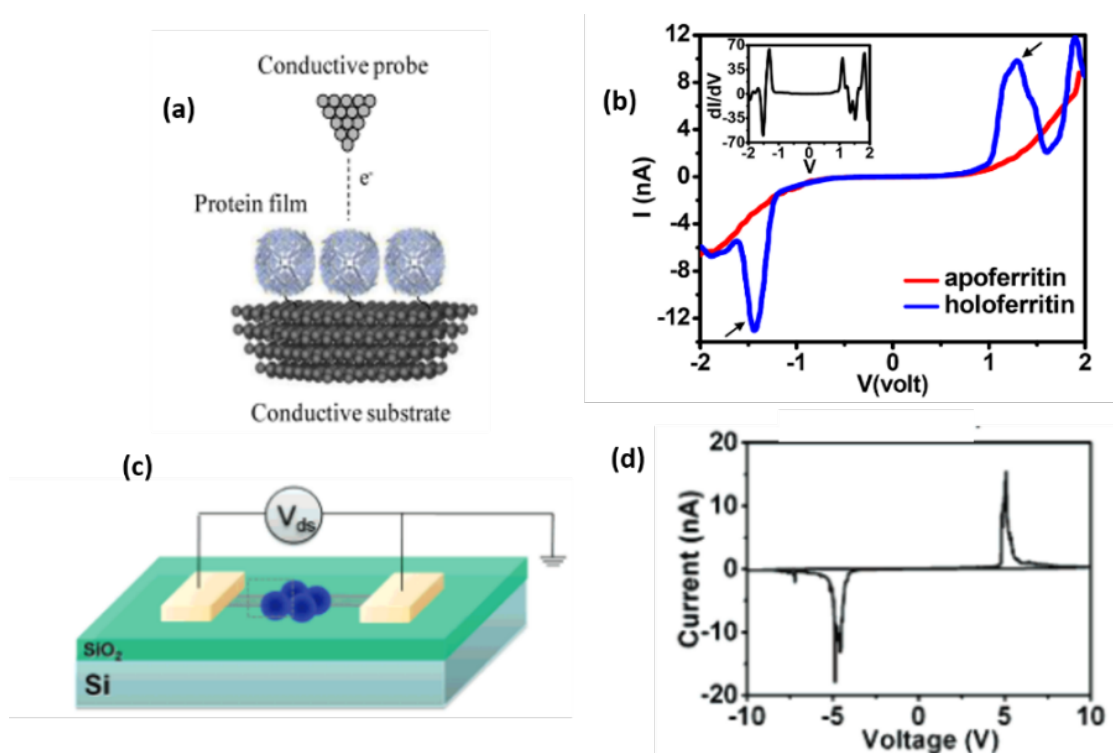 (a)
Conductive probe
e-
Protein film
Conductive substrate
(b)
I (nA)
12
8
4
0
-4
-8
-12
-2
-1
0
1
2
V(volt)
dI/dV
70
35
0
-35
-70
-2 -1 0 1 2
V
apoferritin
holoferritin
(c)
Vds
SiO2
Si
(d)
Current (nA)
20
10
0
-10
-20
-10
-5
0
5
10
Voltage (V)